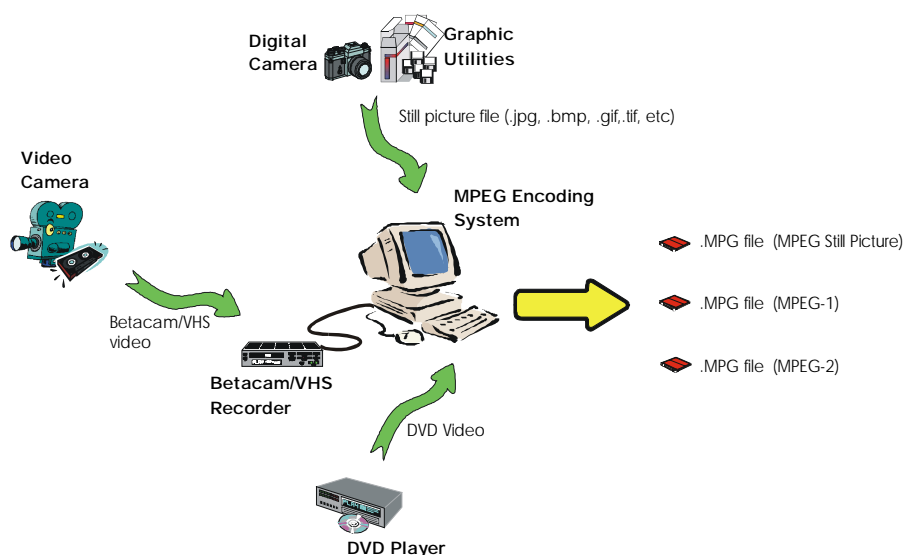 Digital
Camera
Graphic
Utilities
Still picture file (.jpg, .bmp, .gif,.tif, etc)
Video
Camera
MPEG Encoding
System
.MPG file (MPEG Still Picture)
.MPG file (MPEG-1)
.MPG file (MPEG-2)
Betacam/VHS
video
Betacam/VHS
Recorder
DVD Video
DVD Player